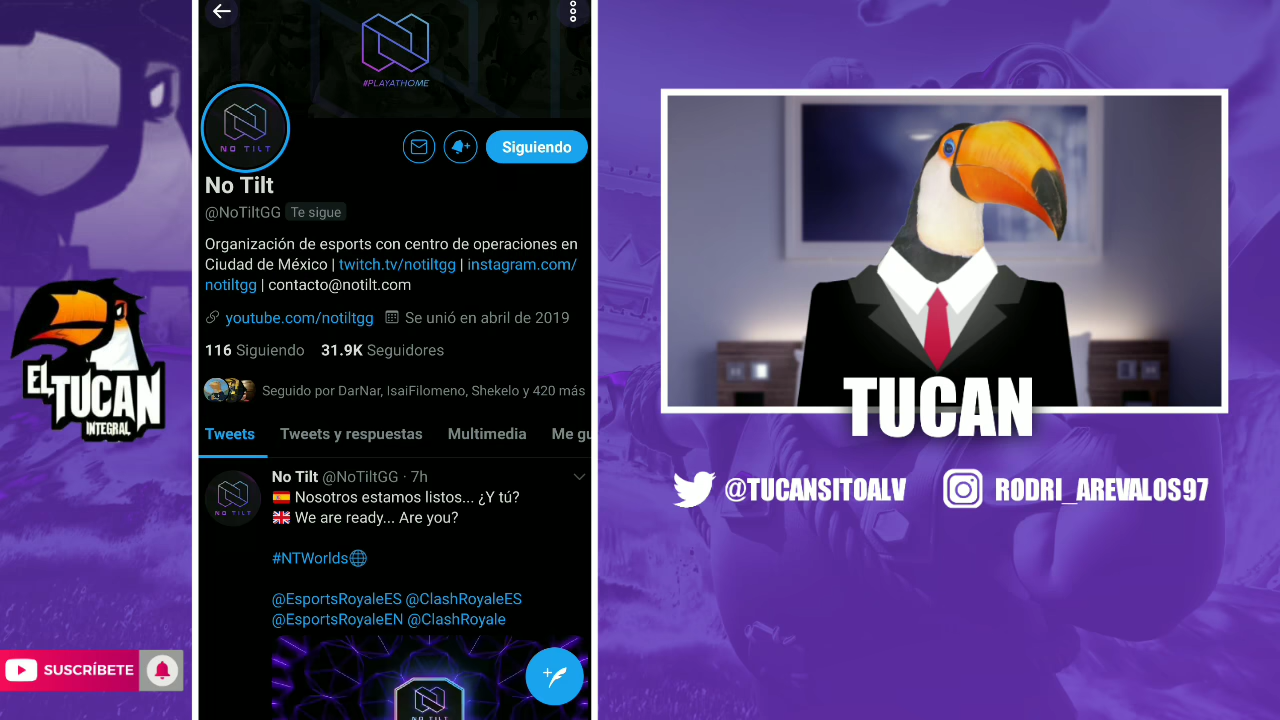 #PLAYATHOME
NO TILT
Siguiendo
No Tilt
@NoTiltGG Te sigue
Organización de esports con centro de operaciones en
Ciudad de México | twitch.tv/notiltgg | instagram.com/
notiltgg | contacto@notilt.com
youtube.com/notiltgg Se unió en abril de 2019
116 Siguiendo 31.9K Seguidores
Seguido por DarNar, IsaiFilomeno, Shekelo y 420 más
Tweets Tweets y respuestas Multimedia Me gu
No Tilt @NoTiltGG · 7h
NO TILT
🇪🇸 Nosotros estamos listos... ¿Y tú?
🇬🇧 We are ready... Are you?
#NTWorlds🌐
@EsportsRoyaleES @ClashRoyaleES
@EsportsRoyaleEN @ClashRoyale
NO TILT
EL
TUCAN
INTEGRAL
SUSCRÍBETE
TUCAN
@TUCANSITOALV
RODRI_AREVALOS97